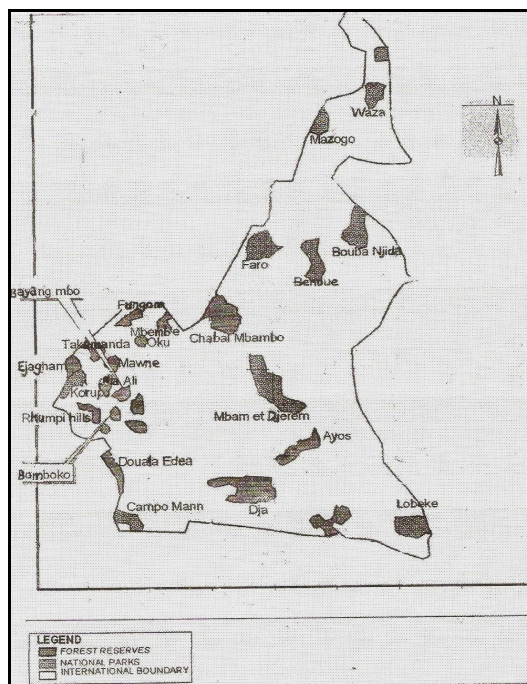 N
Waza
Mazogo
Bouba Njida
Faro
Benoue
Fungom
Mbembe
Oku
Chabal Mbambo
Takamanda
Ejagham
Mawne
Ali
Korup
Mbam et Djerem
Rhumpi hills
Ayos
Bomboko
Douala Edea
Campo Mann
Dja
Lobeke
LEGEND
FOREST RESERVES
NATIONAL PARKS
INTERNATIONAL BOUNDARY